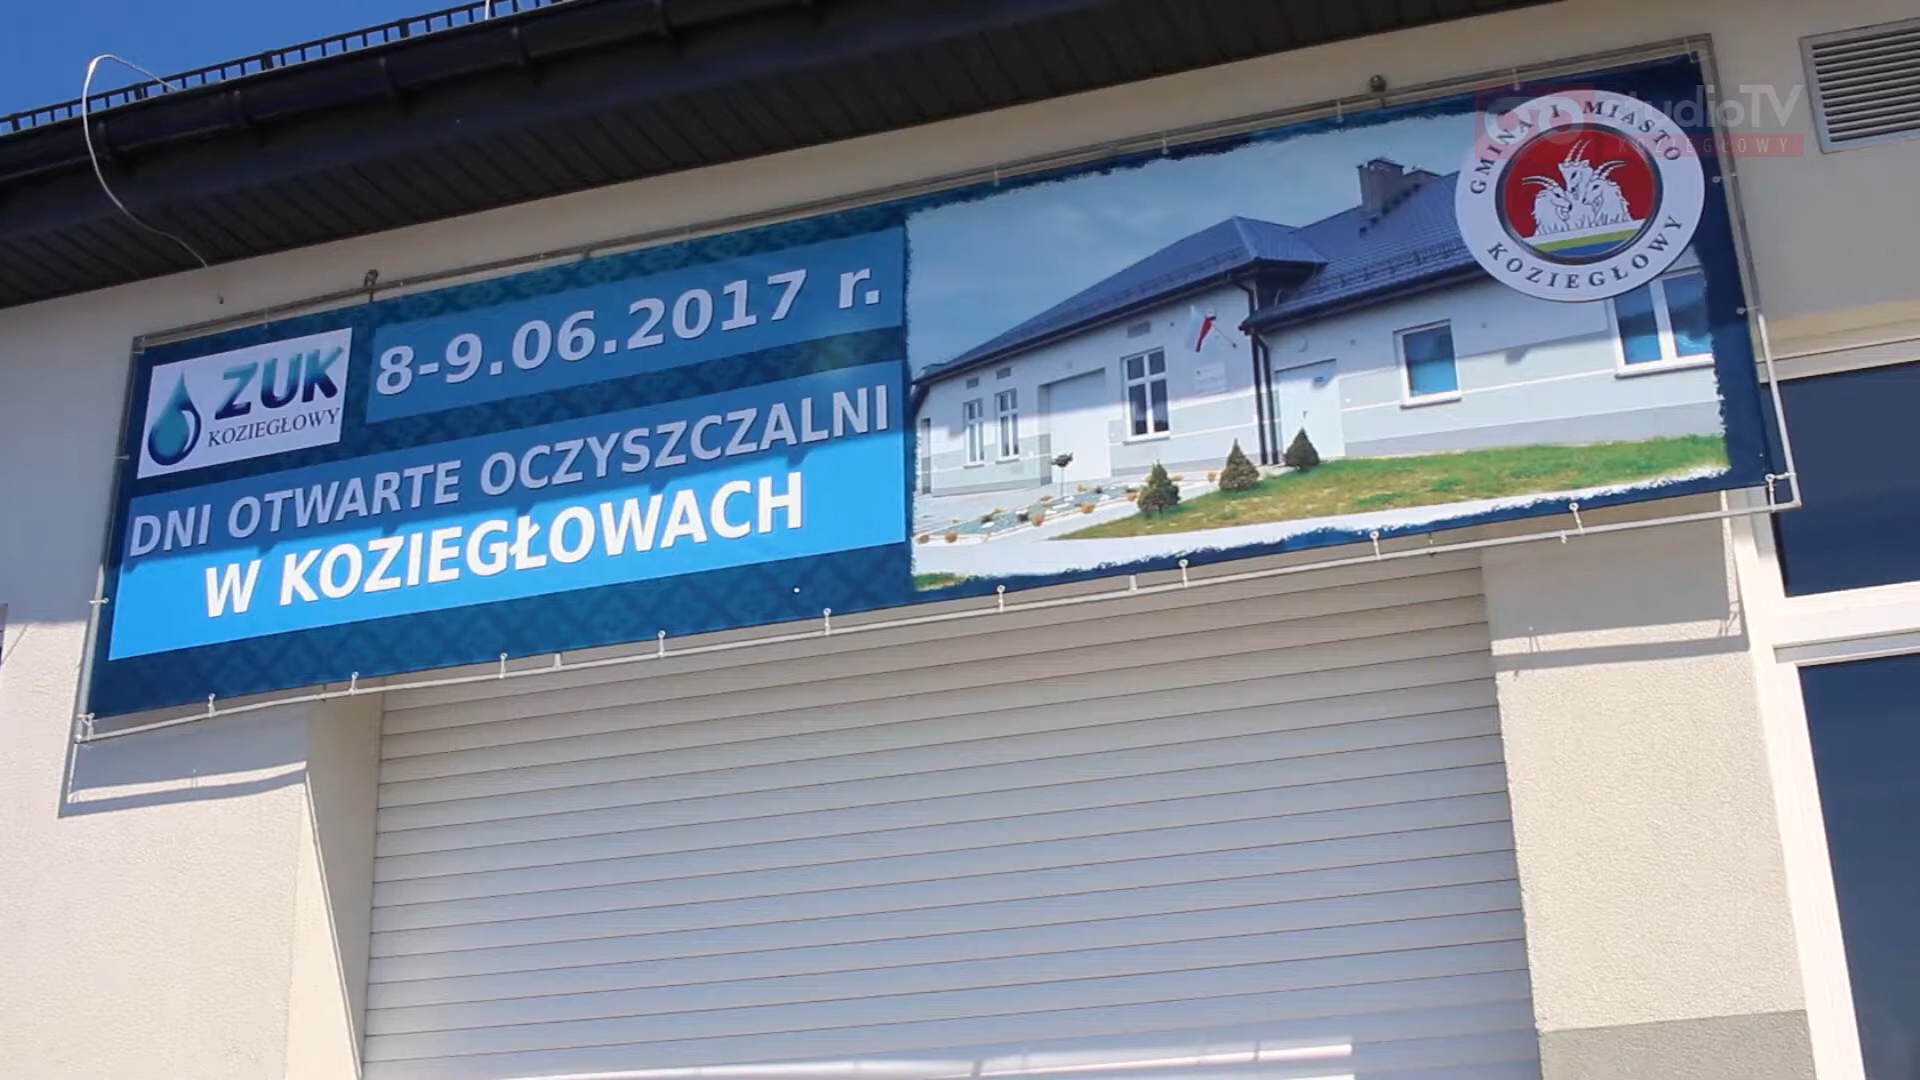 ZUK
KOZIEGŁOWY
8-9.06.2017 r.
DNI OTWARTE OCZYSZCZALNI
W KOZIEGŁOWACH
GMINA I MIASTO
KOZIEGŁOWY
studioTV
KOZIEGŁOWY